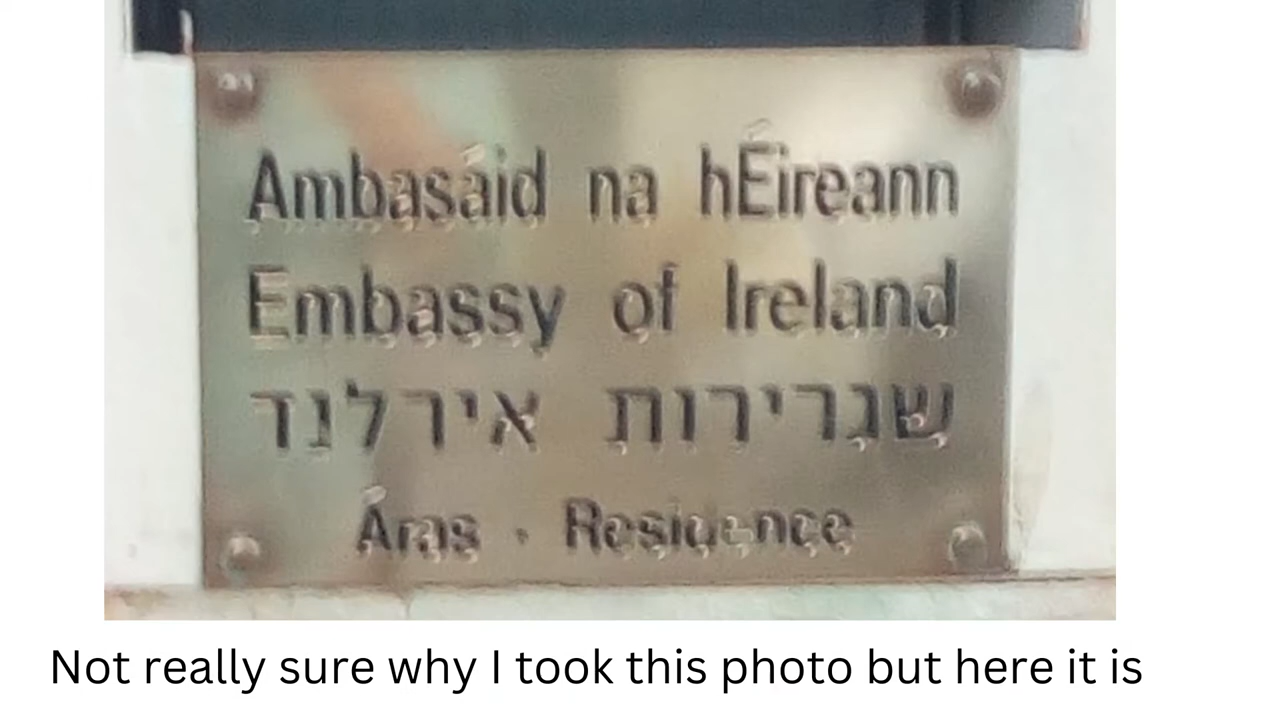 Ambasáid na hÉireann
Embassy of Ireland
שגרירות אירלנד
Áras · Residence
Not really sure why I took this photo but here it is